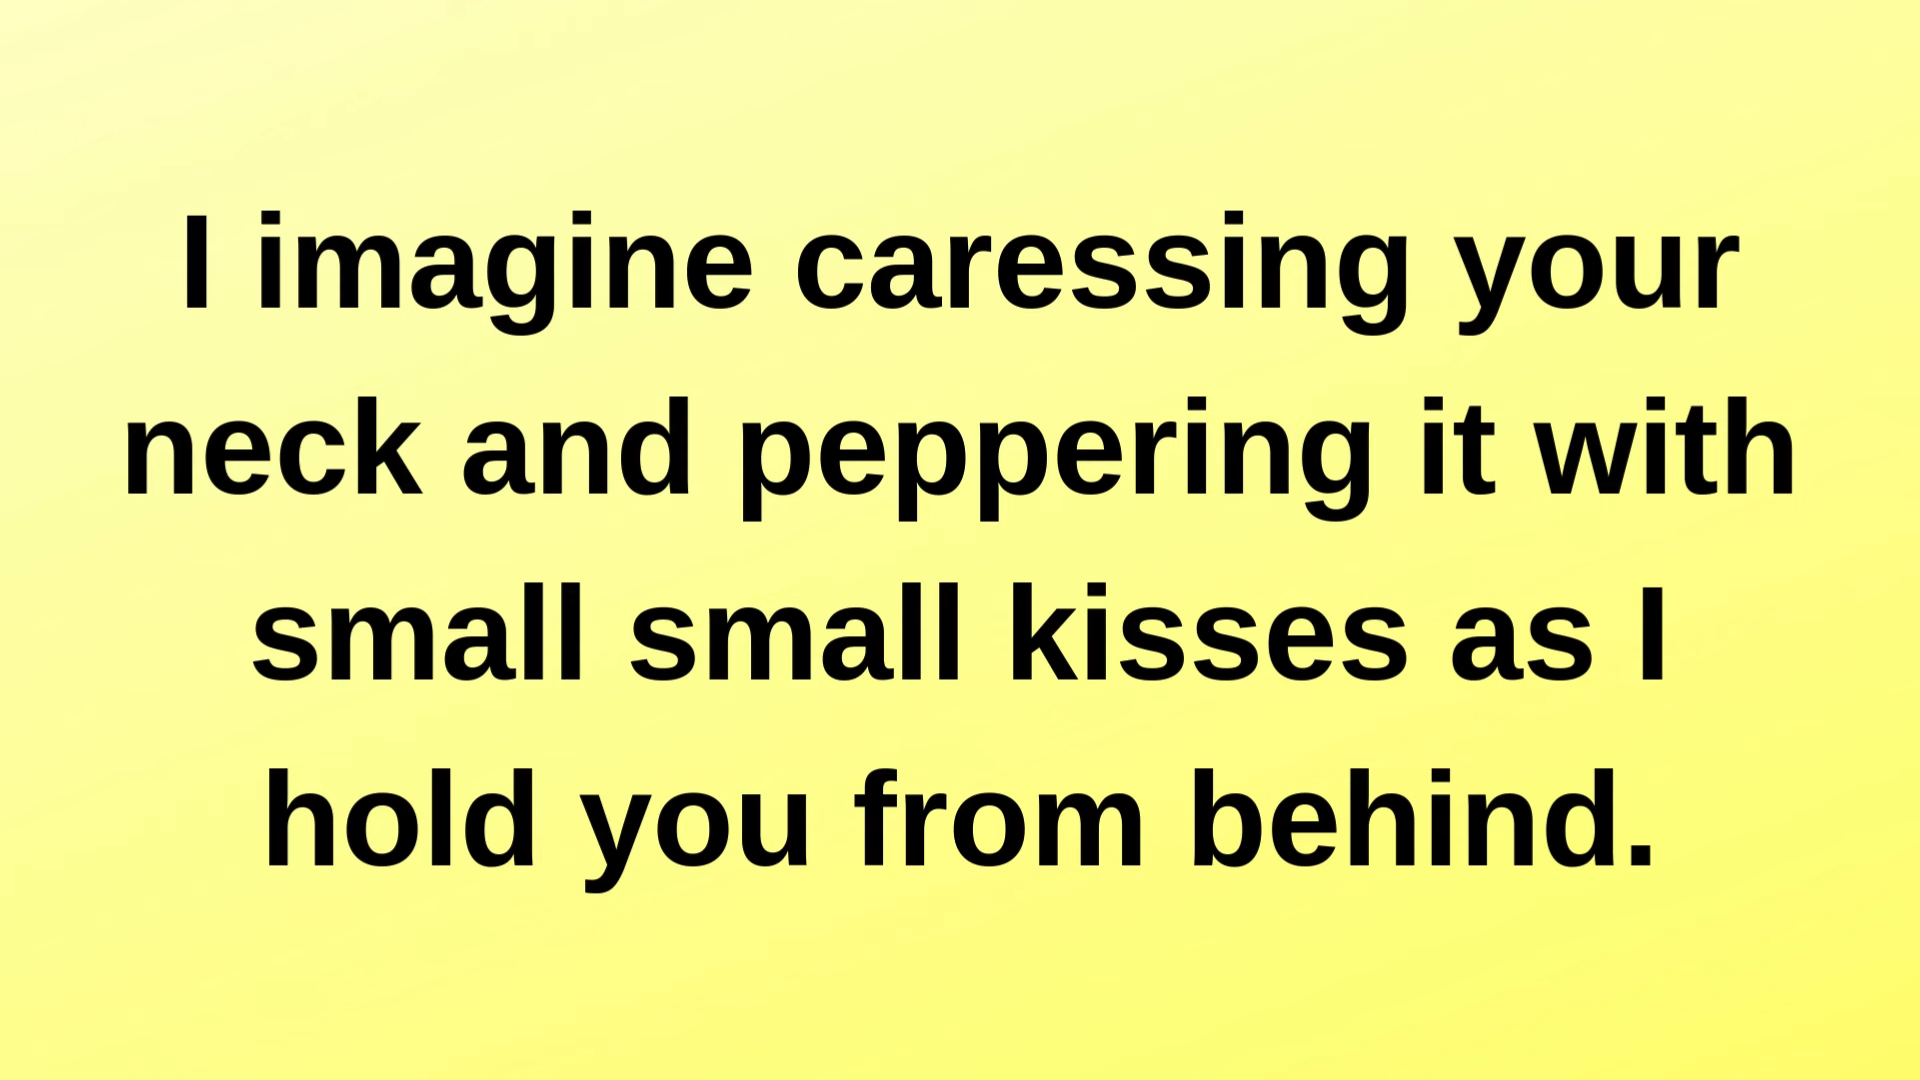 I imagine caressing your
neck and peppering it with
small small kisses as I
hold you from behind.